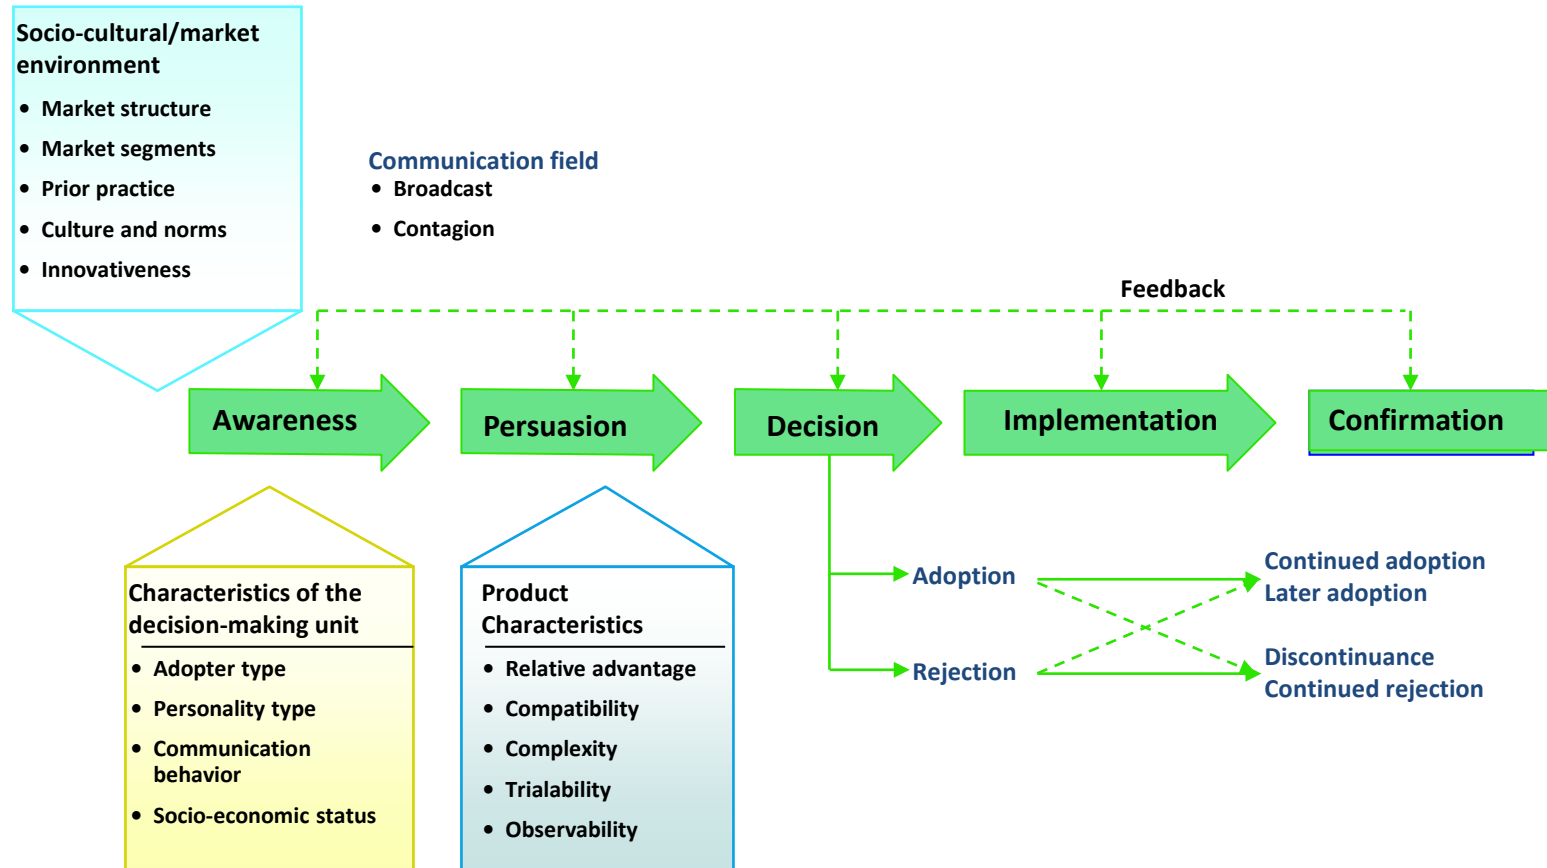 Socio-cultural/market
environment
• Market structure
• Market segments
• Prior practice
• Culture and norms
• Innovativeness
Communication field
• Broadcast
• Contagion
Feedback
Awareness
Persuasion
Decision
Implementation
Confirmation
Characteristics of the
decision-making unit
• Adopter type
• Personality type
• Communication
behavior
• Socio-economic status
Product
Characteristics
• Relative advantage
• Compatibility
• Complexity
• Trialability
• Observability
Adoption
Rejection
Continued adoption
Later adoption
Discontinuance
Continued rejection